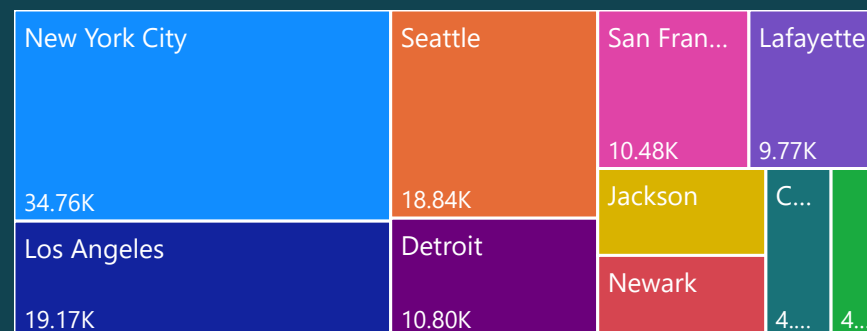 New York City
34.76K
Los Angeles
19.17K
Seattle
18.84K
Detroit
10.80K
San Fran...
10.48K
Lafayette
9.77K
Jackson
Newark
C...
4....
4...